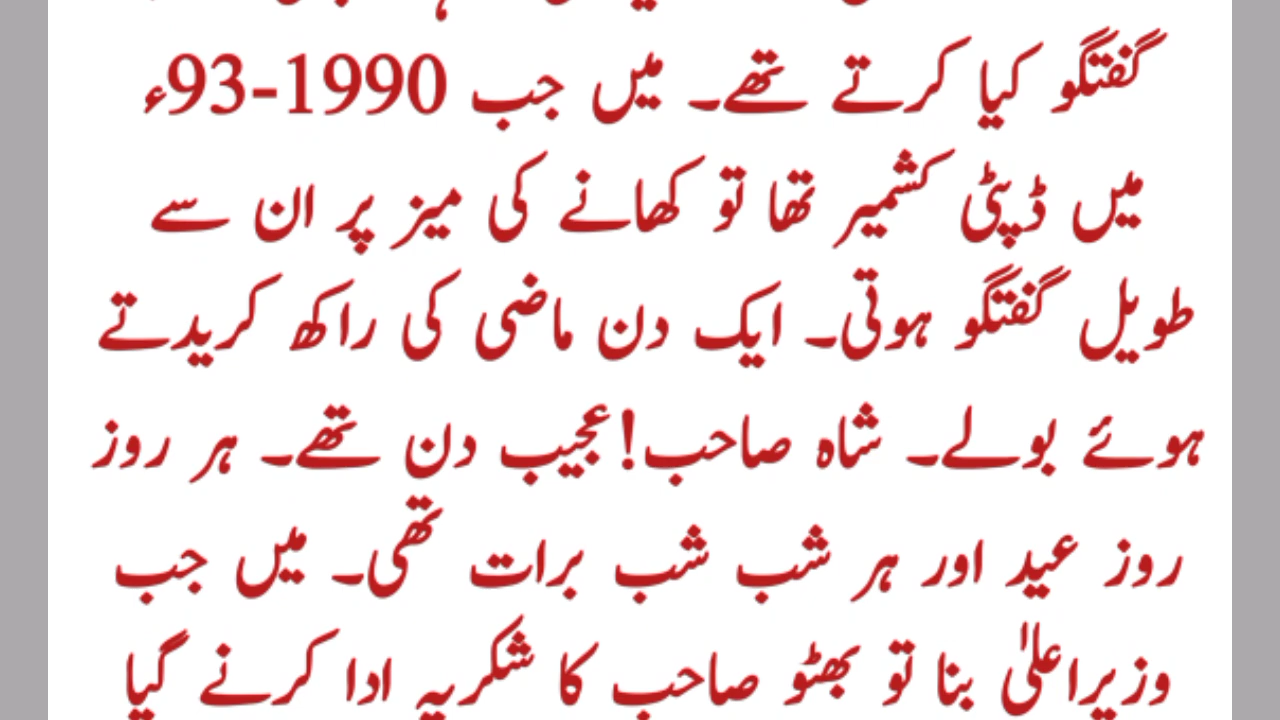 گفتگو کیا کرتے تھے۔ میں جب 1990-93ء
میں ڈپٹی کشمیر تھا تو کھانے کی میز پر ان سے
طویل گفتگو ہوتی۔ ایک دن ماضی کی راکھ کریدتے
ہوئے بولے۔ شاہ صاحب! عجیب دن تھے۔ ہر روز
روز عید اور ہر شب شب برات تھی۔ میں جب
وزیراعلیٰ بنا تو بھٹو صاحب کا شکریہ ادا کرنے گیا